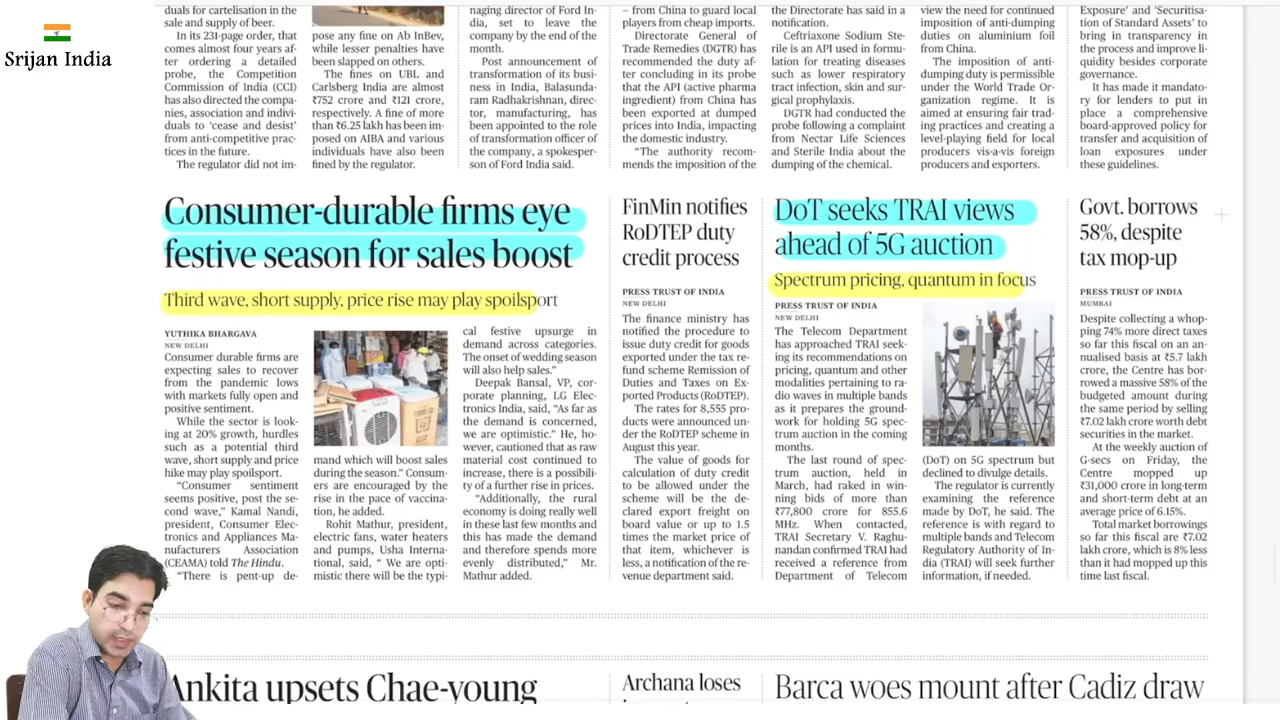 Srijan India
duals for cartelisation in the
sale and supply of beer.
In its 231-page order, that
comes almost four years af-
ter ordering a detailed
probe, the Competition
Commission of India (CCI)
has also directed the compa-
nies, association and indivi-
duals to ‘cease and desist’
from anti-competitive prac-
tices in the future.
The regulator did not im-
pose any fine on Ab InBev,
while lesser penalties have
been slapped on others.
The fines on UBL and
Carlsberg India are almost
₹752 crore and ₹121 crore,
respectively. A fine of more
than ₹6.25 lakh has been im-
posed on AIBA and various
individuals have also been
fined by the regulator.
naging director of Ford In-
dia, set to leave the
company by the end of the
month.
Post announcement of
transformation of its busi-
ness in India, Balasunda-
ram Radhakrishnan, direc-
tor, manufacturing, has
been appointed to the role
of transformation officer of
the company, a spokesper-
son of Ford India said.
– from China to guard local
players from cheap imports.
Directorate General of
Trade Remedies (DGTR) has
recommended the duty af-
ter concluding in its probe
that the API (active pharma
ingredient) from China has
been exported at dumped
prices into India, impacting
the domestic industry.
“The authority recom-
mends the imposition of the
the Directorate has said in a
notification.
Ceftriaxone Sodium Ste-
rile is an API used in formu-
lation for treating diseases
such as lower respiratory
tract infection, skin and sur-
gical prophylaxis.
DGTR had conducted the
probe following a complaint
from Nectar Life Sciences
and Sterile India about the
dumping of the chemical.
view the need for continued
imposition of anti-dumping
duties on aluminium foil
from China.
The imposition of anti-
dumping duty is permissible
under the World Trade Or-
ganization regime. It is
aimed at ensuring fair trad-
ing practices and creating a
level-playing field for local
producers vis-a-vis foreign
producers and exporters.
Exposure’ and ‘Securitisa-
tion of Standard Assets’ to
bring in transparency in
the process and improve li-
quidity besides corporate
governance.
It has made it mandato-
ry for lenders to put in
place a comprehensive
board-approved policy for
transfer and acquisition of
loan exposures under
these guidelines.
Consumer-durable firms eye
festive season for sales boost
Third wave, short supply, price rise may play spoilsport
YUTHIKA BHARGAVA
NEW DELHI
Consumer durable firms are
expecting sales to recover
from the pandemic lows
with markets fully open and
positive sentiment.
While the sector is look-
ing at 20% growth, hurdles
such as a potential third
wave, short supply and price
hike may play spoilsport.
“Consumer sentiment
seems positive, post the se-
cond wave,” Kamal Nandi,
president, Consumer Elec-
tronics and Appliances Ma-
nufacturers Association
(CEAMA) told The Hindu.
“There is pent-up de-
mand which will boost sales
during the season.” Consum-
ers are encouraged by the
rise in the pace of vaccina-
tion, he added.
Rohit Mathur, president,
electric fans, water heaters
and pumps, Usha Interna-
tional, said, “ We are opti-
mistic there will be the typi-
cal festive upsurge in
demand across categories.
The onset of wedding season
will also help sales.”
Deepak Bansal, VP, cor-
porate planning, LG Elec-
tronics India, said, “As far as
the demand is concerned,
we are optimistic.” He, ho-
wever, cautioned that as raw
material cost continued to
increase, there is a possibili-
ty of a further rise in prices.
“Additionally, the rural
economy is doing really well
in these last few months and
this has made the demand
and therefore spends more
evenly distributed,” Mr.
Mathur added.
FinMin notifies
RoDTEP duty
credit process
PRESS TRUST OF INDIA
NEW DELHI
The finance ministry has
notified the procedure to
issue duty credit for goods
exported under the tax re-
fund scheme Remission of
Duties and Taxes on Ex-
ported Products (RoDTEP).
The rates for 8,555 pro-
ducts were announced un-
der the RoDTEP scheme in
August this year.
The value of goods for
calculation of duty credit
to be allowed under the
scheme will be the de-
clared export freight on
board value or up to 1.5
times the market price of
that item, whichever is
less, a notification of the re-
venue department said.
DoT seeks TRAI views
ahead of 5G auction
Spectrum pricing, quantum in focus
PRESS TRUST OF INDIA
NEW DELHI
The Telecom Department
has approached TRAI seek-
ing its recommendations on
pricing, quantum and other
modalities pertaining to ra-
dio waves in multiple bands
as it prepares the ground-
work for holding 5G spec-
trum auction in the coming
months.
The last round of spec-
trum auction, held in
March, had raked in win-
ning bids of more than
₹77,800 crore for 855.6
MHz. When contacted,
TRAI Secretary V. Raghu-
nandan confirmed TRAI had
received a reference from
Department of Telecom
(DoT) on 5G spectrum but
declined to divulge details.
The regulator is currently
examining the reference
made by DoT, he said. The
reference is with regard to
multiple bands and Telecom
Regulatory Authority of In-
dia (TRAI) will seek further
information, if needed.
Govt. borrows
58%, despite
tax mop-up
PRESS TRUST OF INDIA
MUMBAI
Despite collecting a whop-
ping 74% more direct taxes
so far this fiscal on an an-
nualised basis at ₹5.7 lakh
crore, the Centre has bor-
rowed a massive 58% of the
budgeted amount during
the same period by selling
₹7.02 lakh crore worth debt
securities in the market.
At the weekly auction of
G-secs on Friday, the
Centre mopped up
₹31,000 crore in long-term
and short-term debt at an
average price of 6.15%.
Total market borrowings
so far this fiscal are ₹7.02
lakh crore, which is 8% less
than it had mopped up this
time last fiscal.
Ankita upsets Chae-young
Archana loses
Barca woes mount after Cadiz draw